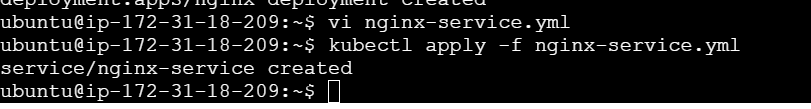 deployment.apps/nginx-deployment created
ubuntu@ip-172-31-18-209:~$ vi nginx-service.yml
ubuntu@ip-172-31-18-209:~$ kubectl apply -f nginx-service.yml
service/nginx-service created
ubuntu@ip-172-31-18-209:~$